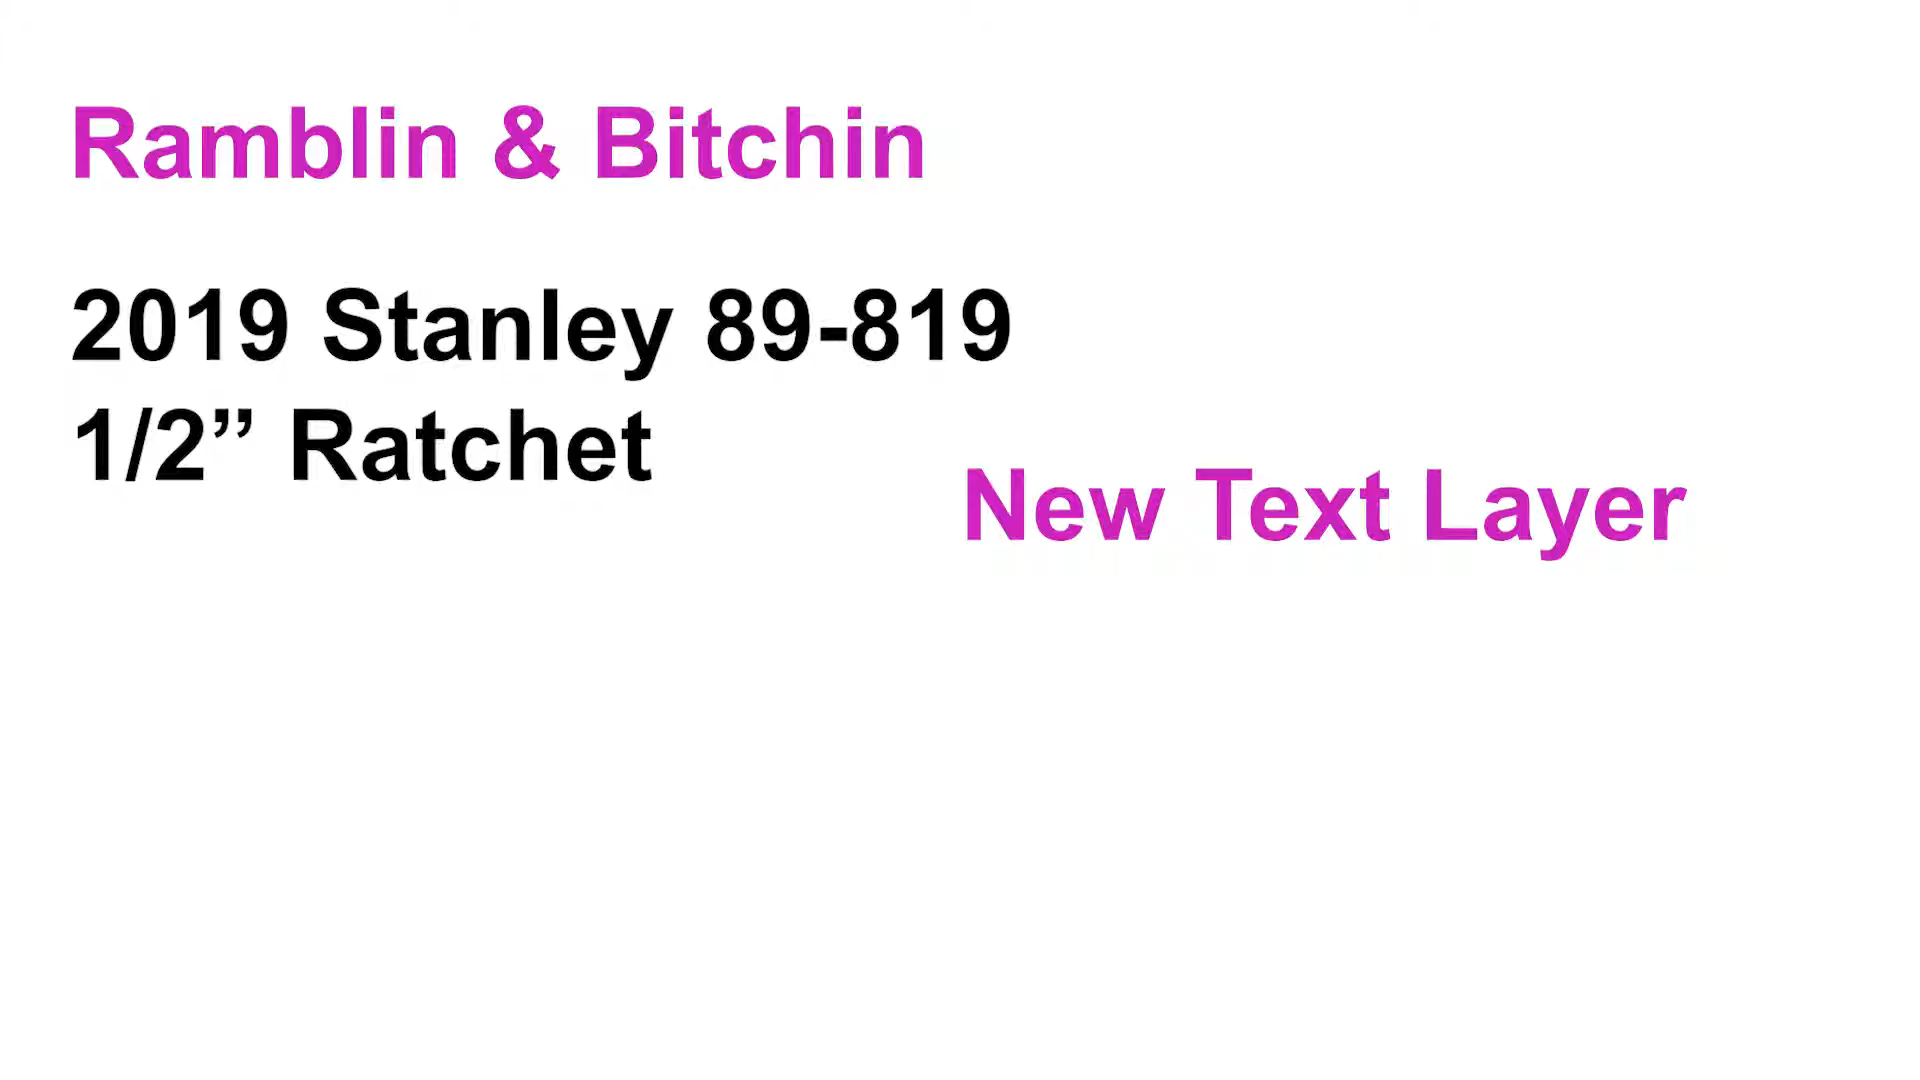 Ramblin & Bitchin
2019 Stanley 89-819
1/2” Ratchet
New Text Layer